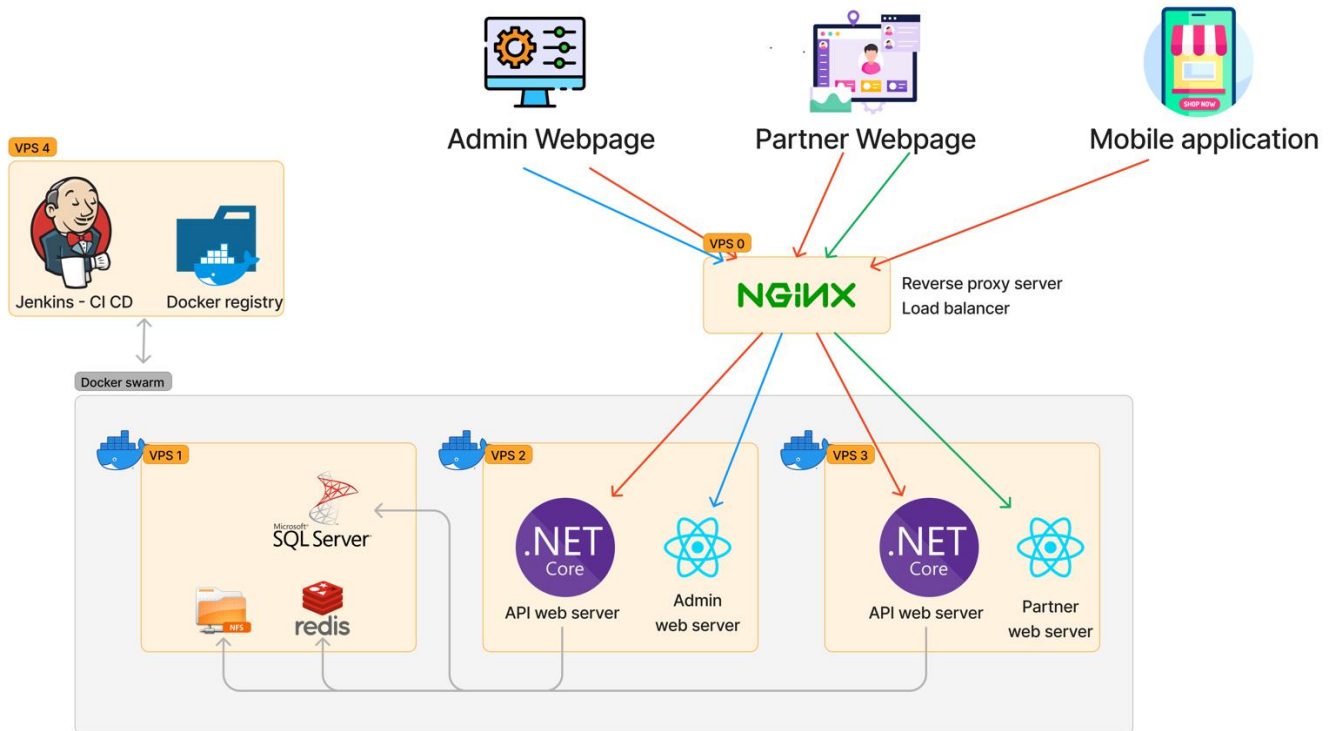 SHOP NOW
Admin Webpage
Partner Webpage
Mobile application
VPS 4
Jenkins - CI CD
Docker registry
VPS 0
NGINX
Reverse proxy server
Load balancer
Docker swarm
VPS 1
Microsoft
SQL Server
NFS
redis
VPS 2
.NET
Core
API web server
Admin
web server
VPS 3
.NET
Core
API web server
Partner
web server